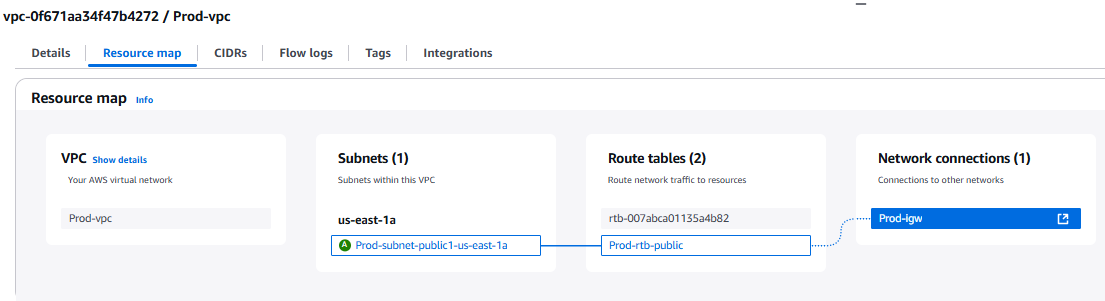 vpc-0f671aa34f47b4272 / Prod-vpc
Details
Resource map
CIDRs
Flow logs
Tags
Integrations
Resource map Info
VPC Show details
Your AWS virtual network
Prod-vpc
Subnets (1)
Subnets within this VPC
us-east-1a
A Prod-subnet-public1-us-east-1a
Route tables (2)
Route network traffic to resources
rtb-007abca01135a4b82
Prod-rtb-public
Network connections (1)
Connections to other networks
Prod-igw